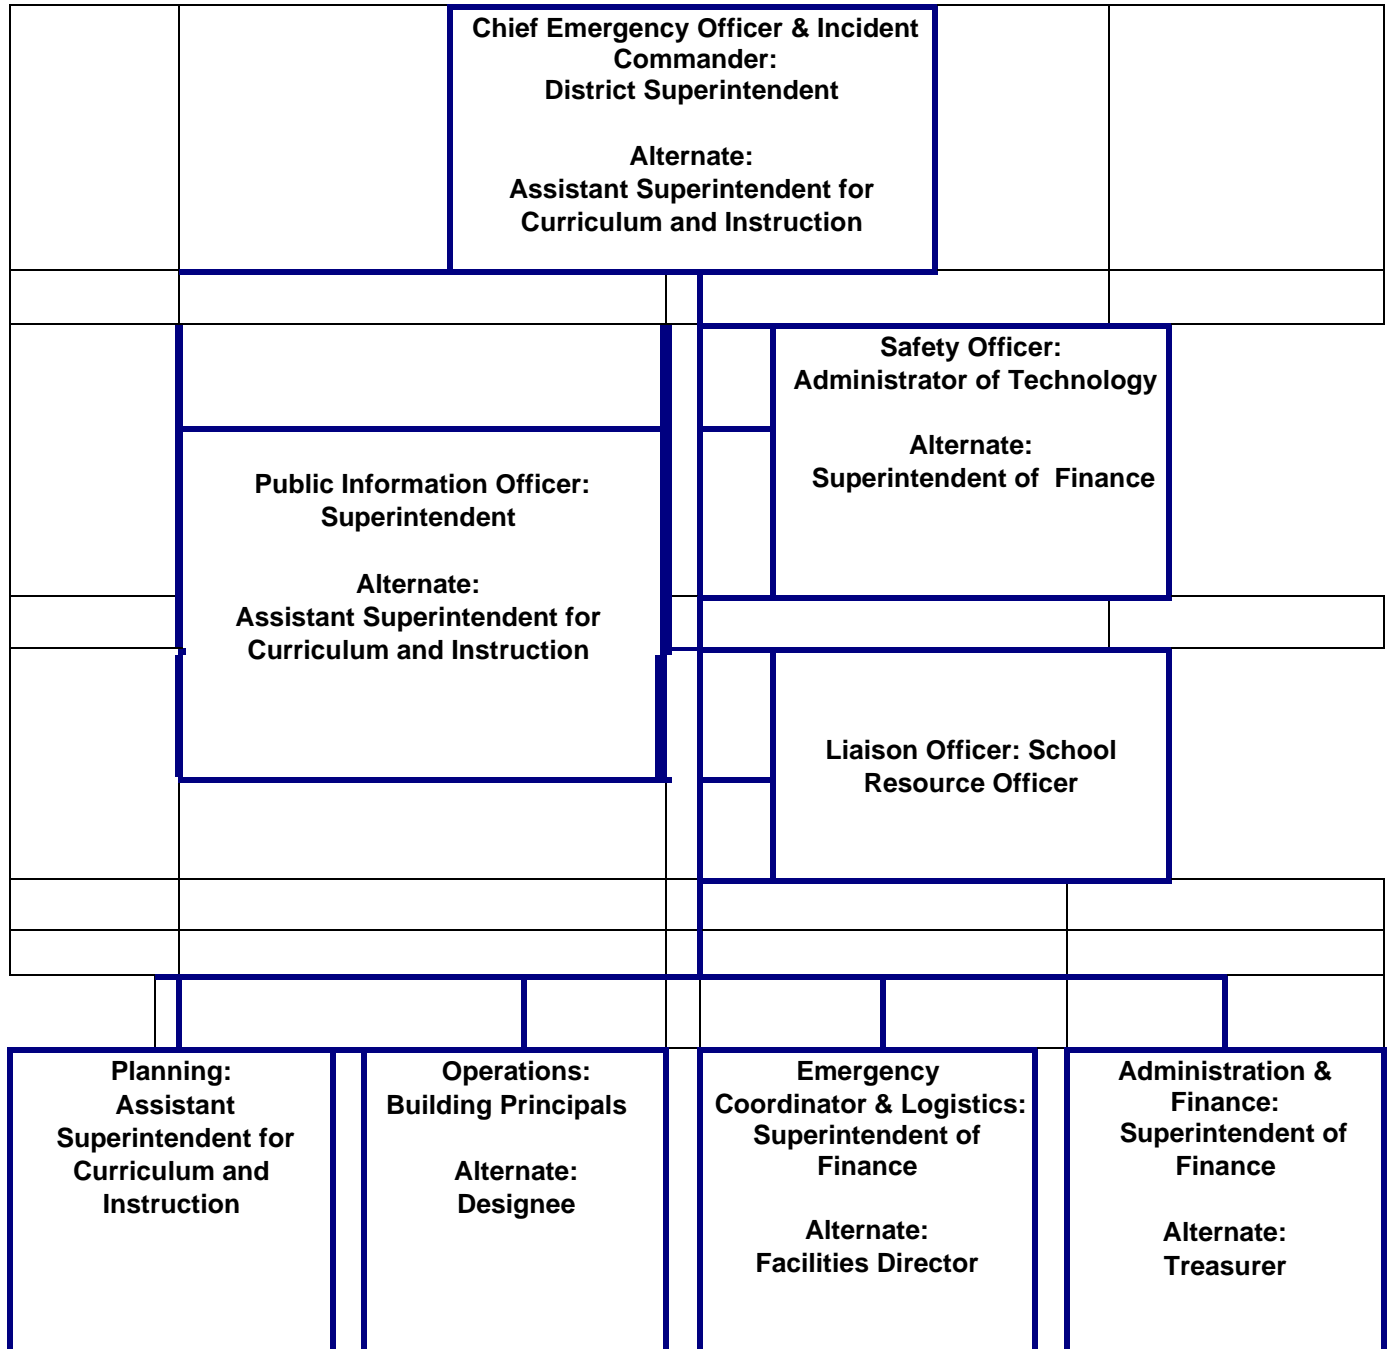 Chief Emergency Officer & Incident
Commander:
District Superintendent
Alternate:
Assistant Superintendent for
Curriculum and Instruction
Safety Officer:
Administrator of Technology
Alternate:
Superintendent of Finance
Public Information Officer:
Superintendent
Alternate:
Assistant Superintendent for
Curriculum and Instruction
Liaison Officer: School
Resource Officer
Planning:
Assistant
Superintendent for
Curriculum and
Instruction
Operations:
Building Principals
Alternate:
Designee
Emergency
Coordinator & Logistics:
Superintendent of
Finance
Alternate:
Facilities Director
Administration &
Finance:
Superintendent of
Finance
Alternate:
Treasurer